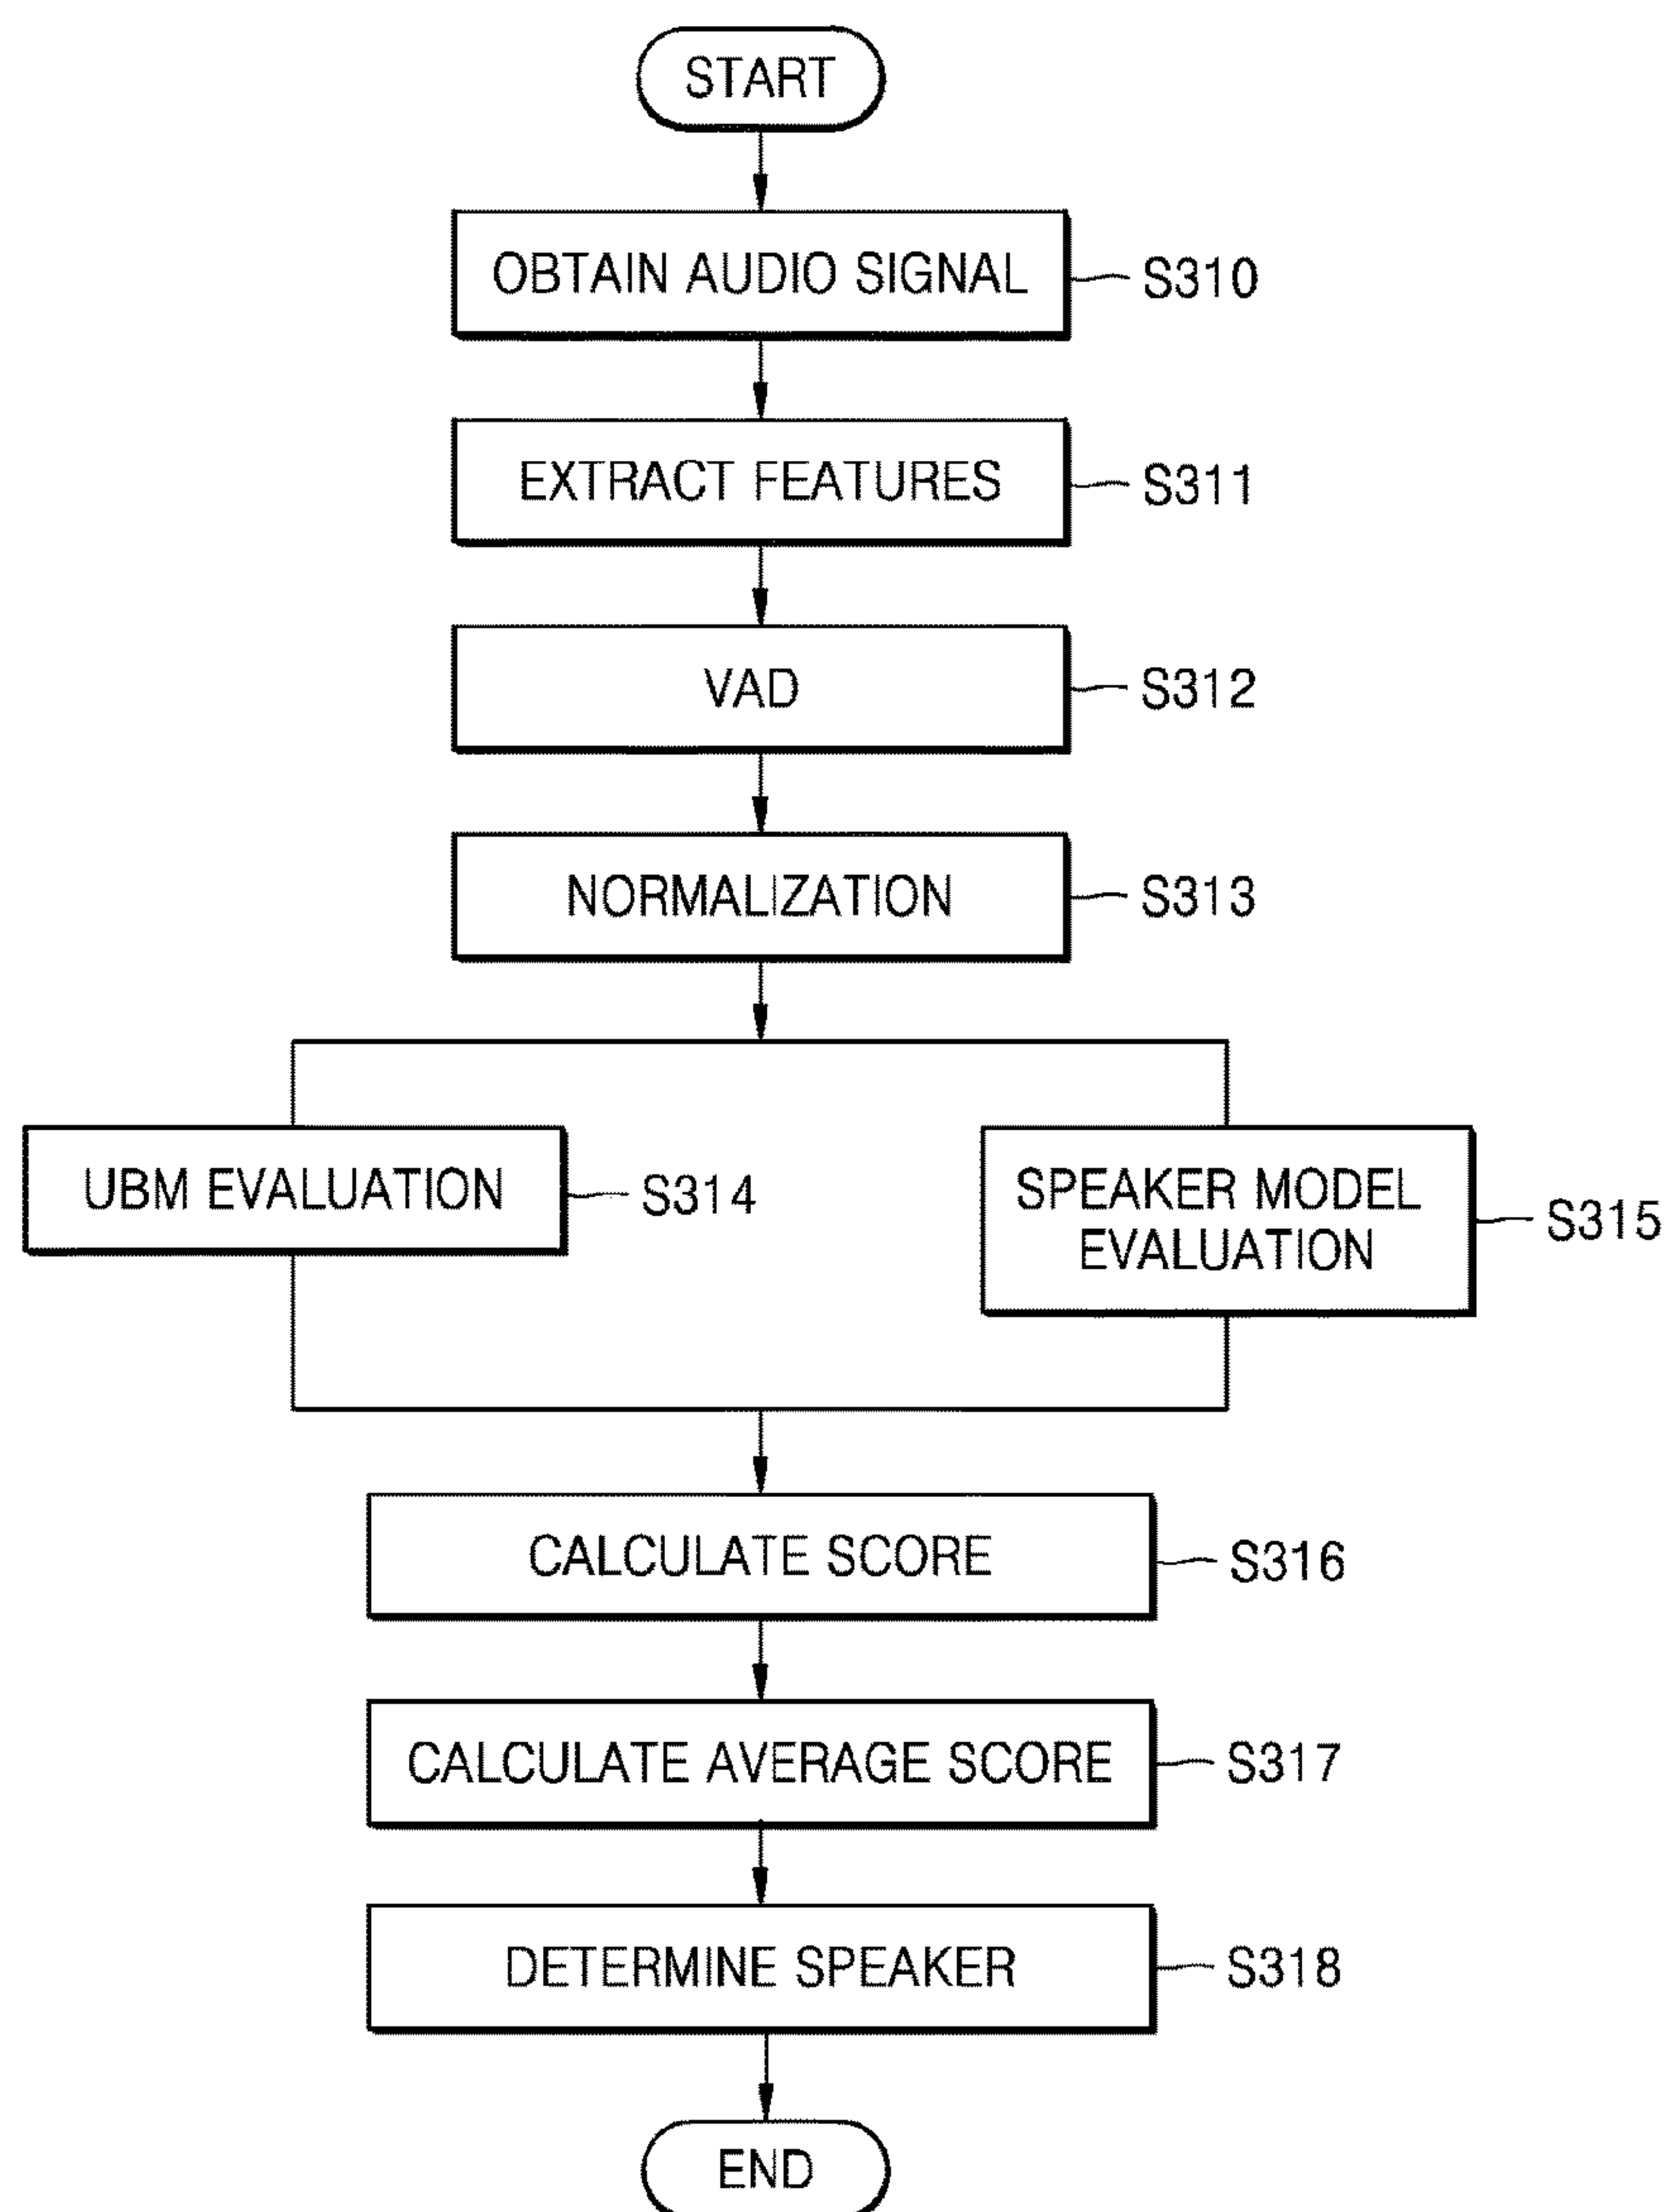 START
OBTAIN AUDIO SIGNAL
S310
EXTRACT FEATURES
S311
VAD
S312
NORMALIZATION
S313
UBM EVALUATION
S314
SPEAKER MODEL
EVALUATION
S315
CALCULATE SCORE
S316
CALCULATE AVERAGE SCORE
S317
DETERMINE SPEAKER
S318
END